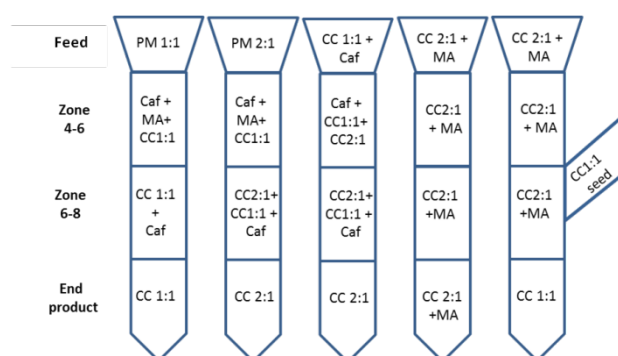 Feed
PM 1:1
PM 2:1
CC 1:1 +
Caf
CC 2:1 +
MA
CC 2:1 +
MA
Zone
4-6
Caf +
MA+
CC1:1
Caf +
MA+
CC1:1
Caf +
CC1:1+
CC2:1
CC2:1
+ MA
CC2:1
+ MA
CC1:1
seed
Zone
6-8
CC 1:1
+
Caf
CC2:1+
CC1:1 +
Caf
CC2:1+
CC1:1 +
Caf
CC2:1
+MA
CC2:1
+MA
End
product
CC 1:1
CC 2:1
CC 2:1
CC 2:1
+MA
CC 1:1